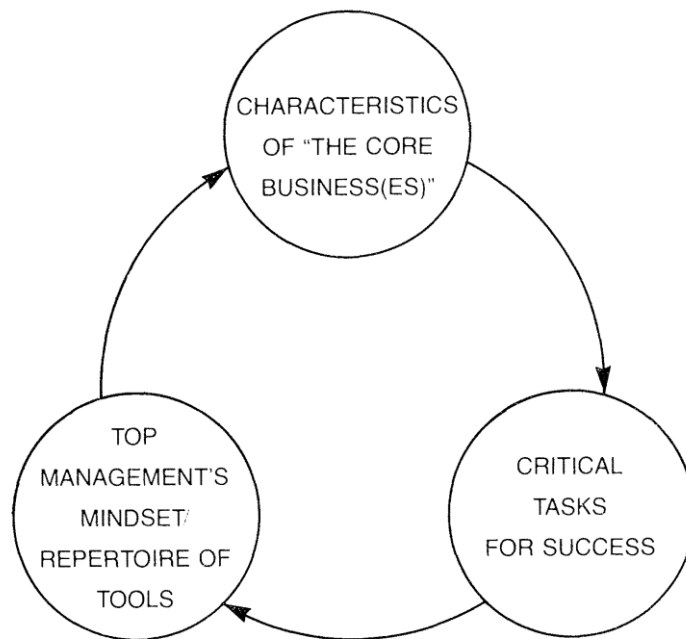 CHARACTERISTICS
OF “THE CORE
BUSINESS(ES)”
TOP
MANAGEMENT'S
MINDSET/
REPERTOIRE OF
TOOLS
CRITICAL
TASKS
FOR SUCCESS